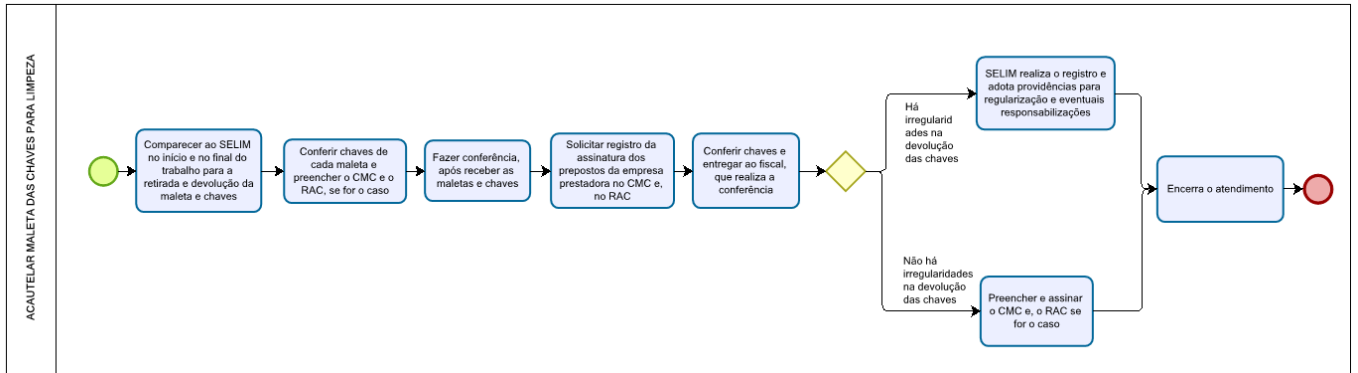 ACAUTELAR MALETA DAS CHAVES PARA LIMPEZA
Comparecer ao SELIM
no início e no final do
trabalho para a
retirada e devolução da
maleta e chaves
Conferir chaves de
cada maleta e
preencher o CMC e o
RAC, se for o caso
Fazer conferência,
após receber as
maletas e chaves
Solicitar registro da
assinatura dos
prepostos da empresa
prestadora no CMC e,
no RAC
Conferir chaves e
entregar ao fiscal,
que realiza a
conferência
Há
irregularid
ades na
devolução
das chaves
SELIM realiza o registro e
adota providências para
regularização e eventuais
responsabilizações
Não há
irregularidades
na devolução
das chaves
Preencher e assinar
o CMC e, o RAC se
for o caso
Encerra o atendimento